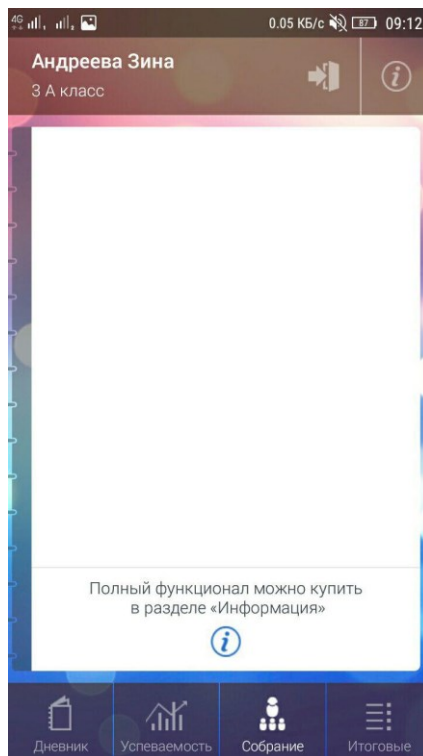 4G 0.05 КБ/с 87 09:12
Андреева Зина
3 А класс
Полный функционал можно купить
в разделе «Информация»
Дневник Успеваемость Собрание Итоговые